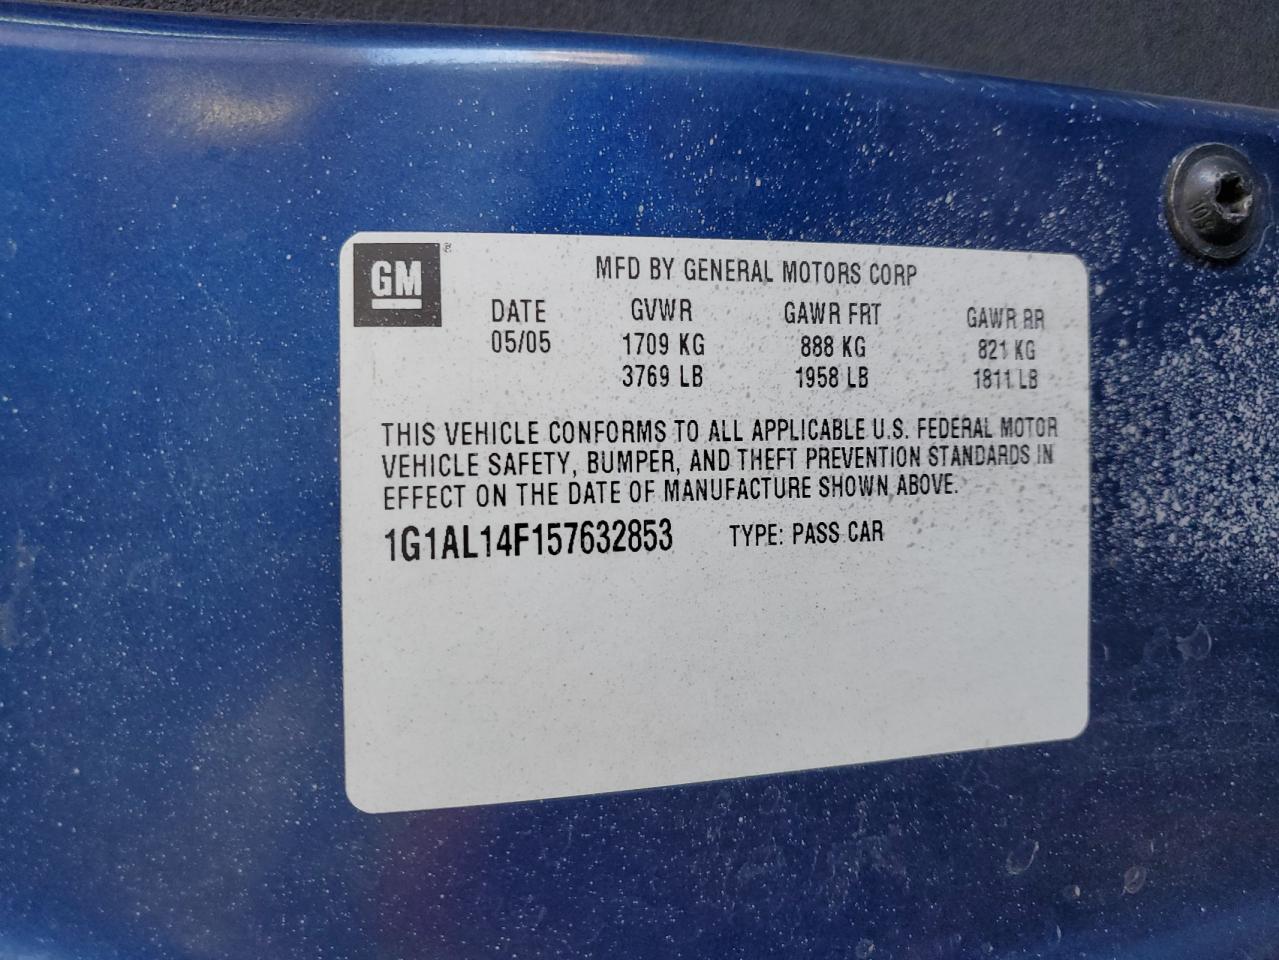 GM ®
MFD BY GENERAL MOTORS CORP
DATE GVWR GAWR FRT GAWR RR
05/05 1709 KG 888 KG 821 KG
3769 LB 1958 LB 1811 LB
THIS VEHICLE CONFORMS TO ALL APPLICABLE U.S. FEDERAL MOTOR
VEHICLE SAFETY, BUMPER, AND THEFT PREVENTION STANDARDS IN
EFFECT ON THE DATE OF MANUFACTURE SHOWN ABOVE.
1G1AL14F157632853 TYPE: PASS CAR